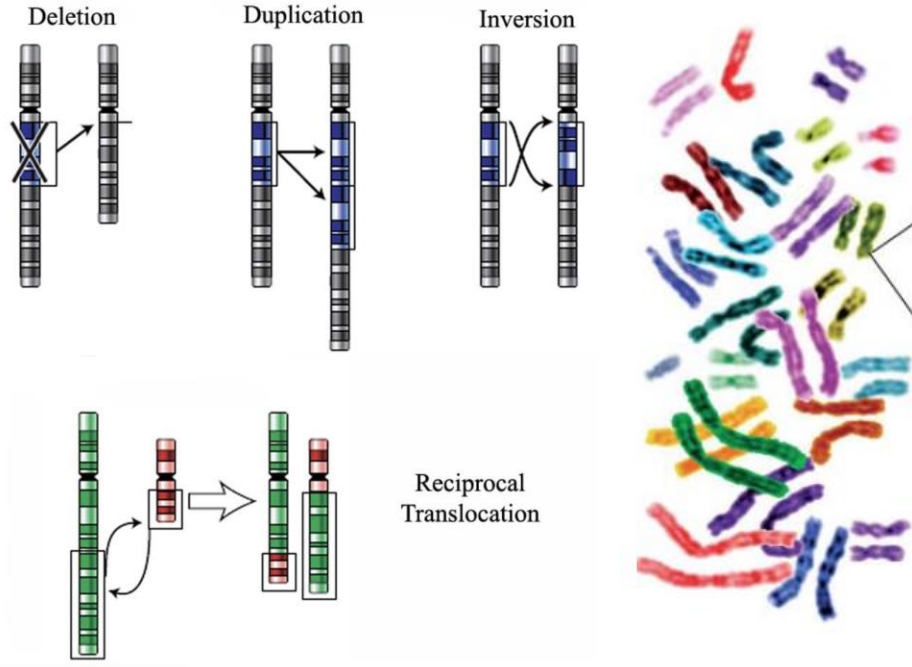 Deletion
Duplication
Inversion
Reciprocal
Translocation